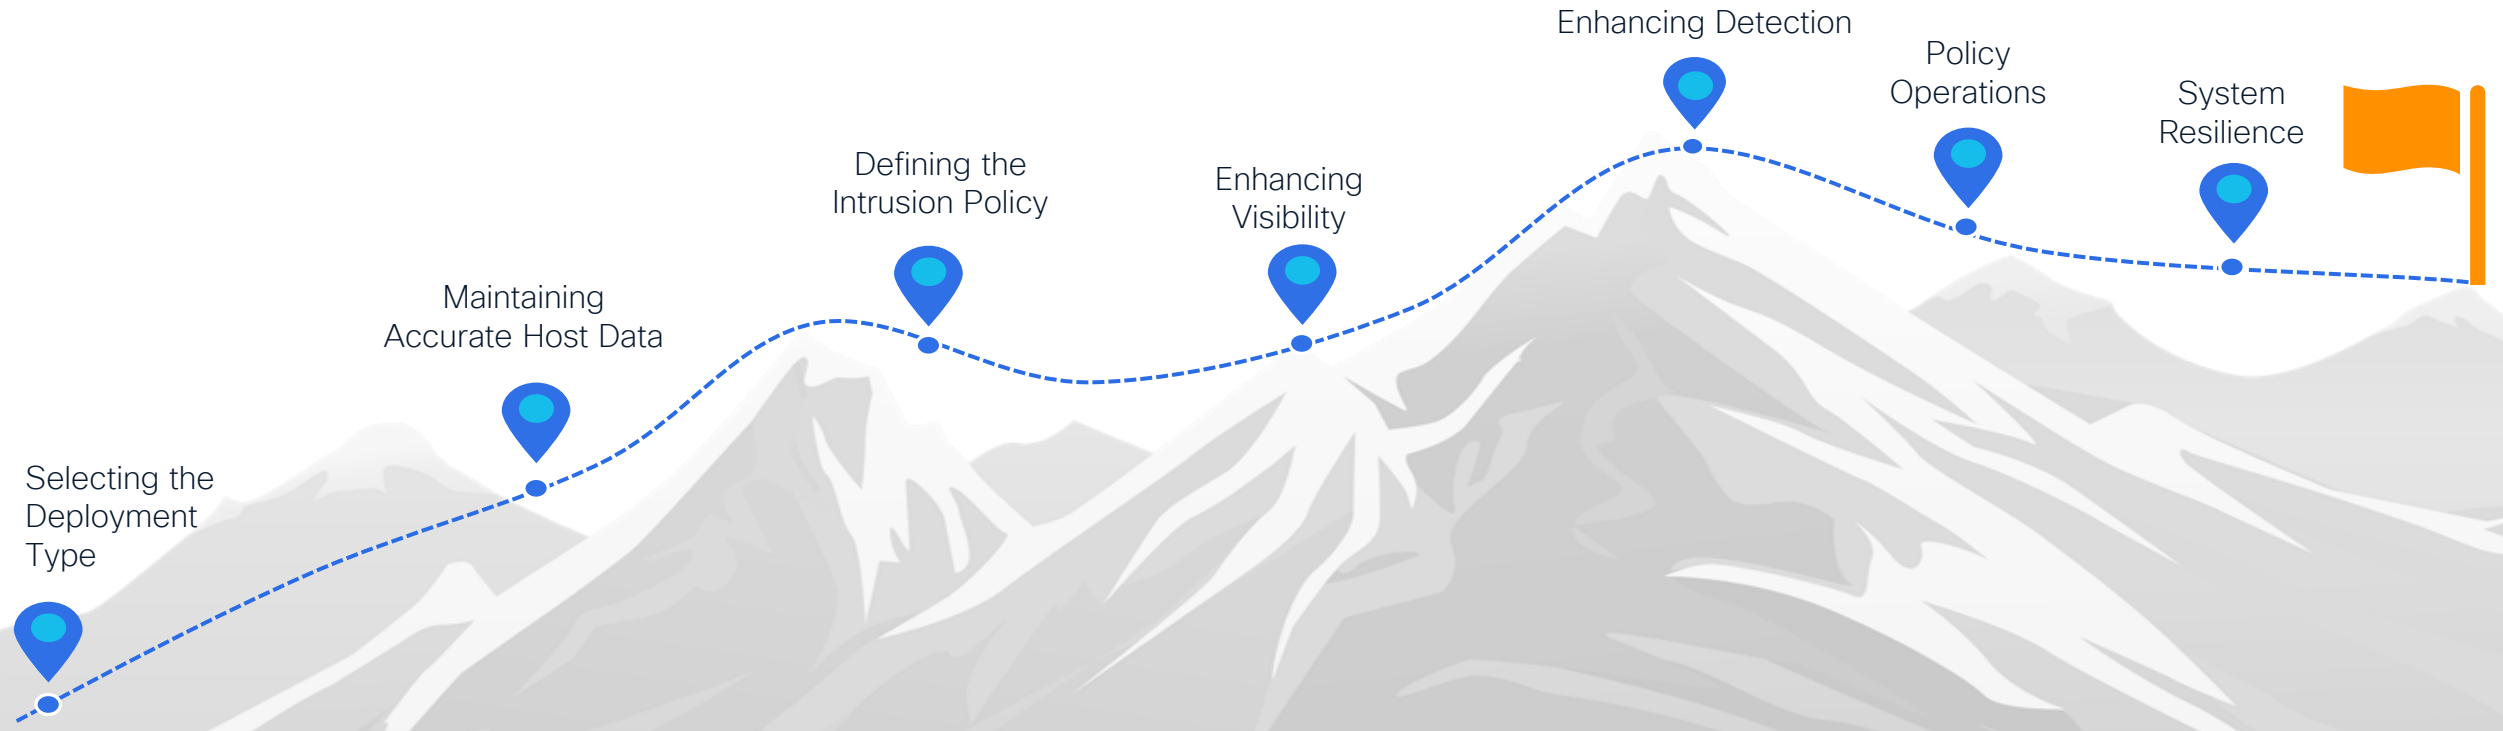 Selecting the
Deployment
Type
Maintaining
Accurate Host Data
Defining the
Intrusion Policy
Enhancing
Visibility
Enhancing Detection
Policy
Operations
System
Resilience